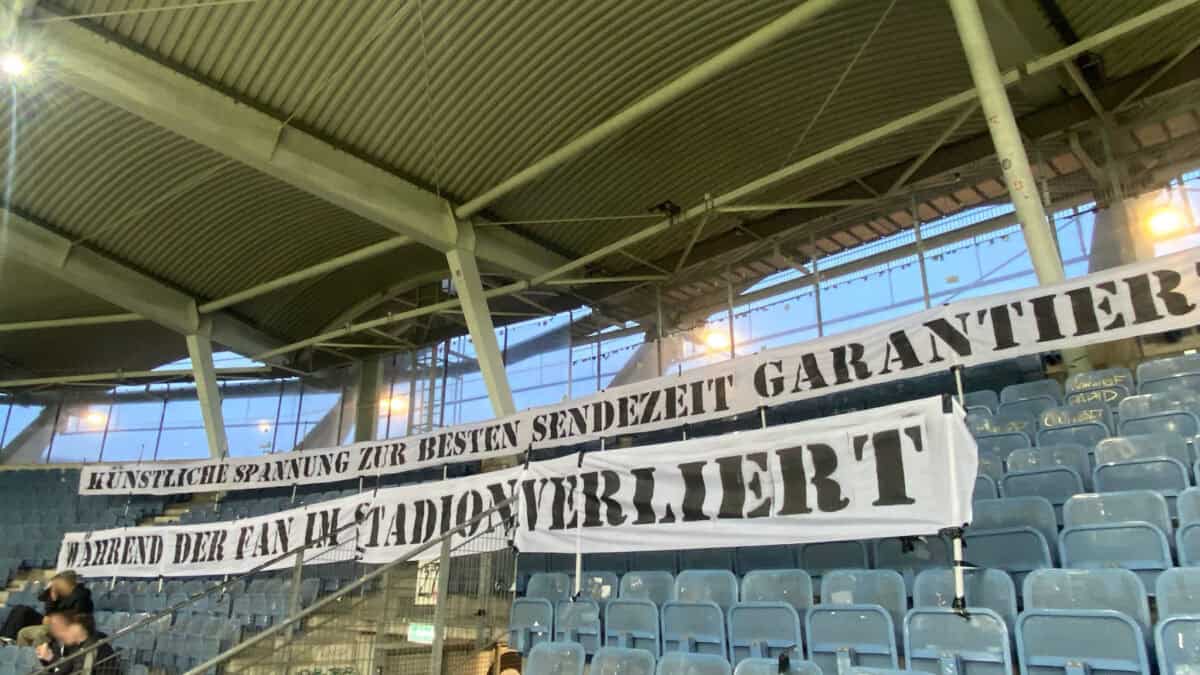 KÜNSTLICHE SPANNUNG ZUR BESTEN SENDEZEIT GARANTIERT
WÄHREND DER FAN IM STADION VERLIERT